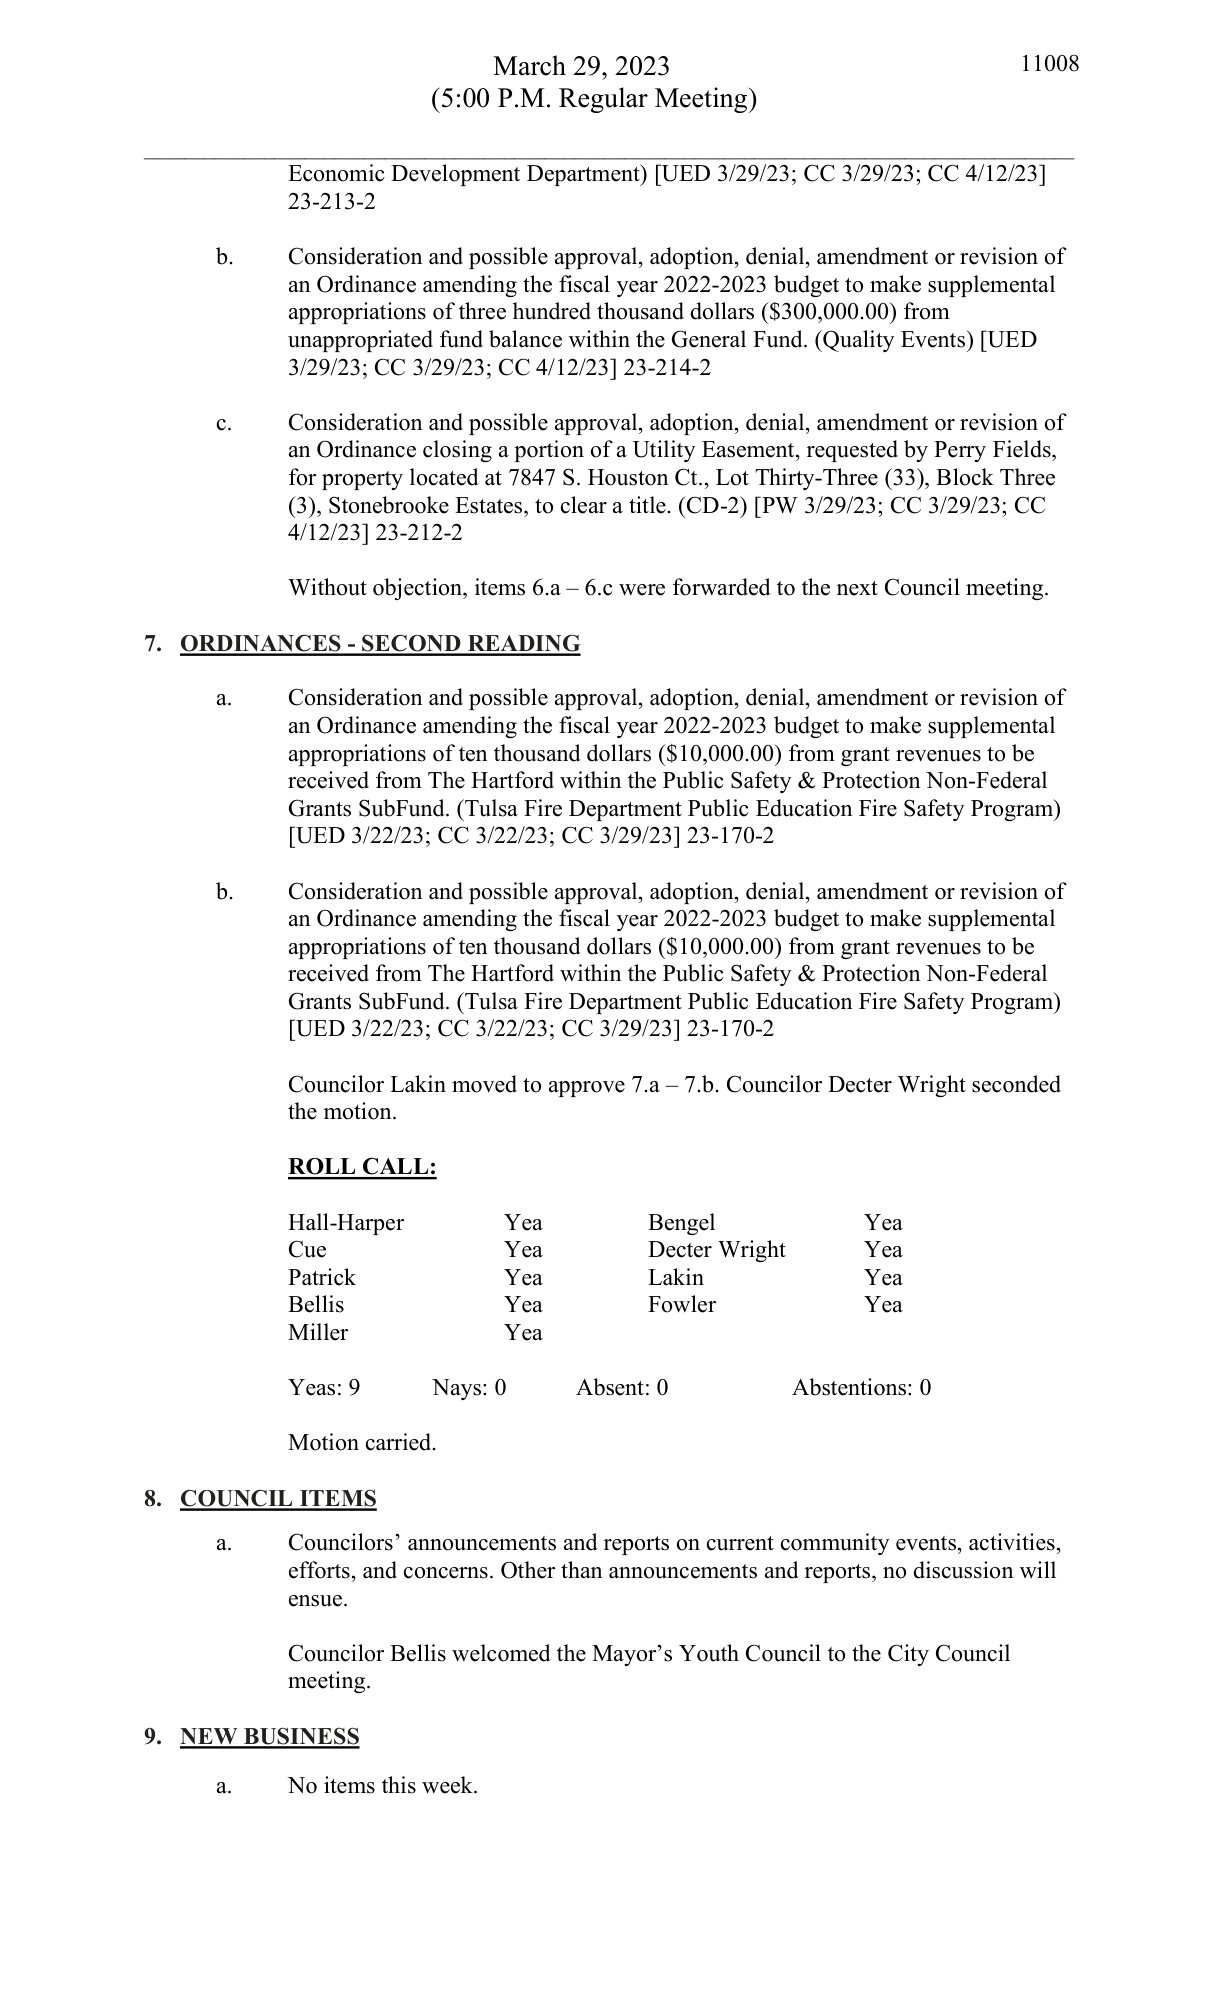 March 29, 2023
11008
(5:00 P.M. Regular Meeting)
Economic Development Department) [UED 3/29/23; CC 3/29/23; CC 4/12/23]
23-213-2
b. Consideration and possible approval, adoption, denial, amendment or revision of
an Ordinance amending the fiscal year 2022-2023 budget to make supplemental
appropriations of three hundred thousand dollars ($300,000.00) from
unappropriated fund balance within the General Fund. (Quality Events) [UED
3/29/23; CC 3/29/23; CC 4/12/23] 23-214-2
c. Consideration and possible approval, adoption, denial, amendment or revision of
an Ordinance closing a portion of a Utility Easement, requested by Perry Fields,
for property located at 7847 S. Houston Ct., Lot Thirty-Three (33), Block Three
(3), Stonebrooke Estates, to clear a title. (CD-2) [PW 3/29/23; CC 3/29/23; CC
4/12/23] 23-212-2
Without objection, items 6.a – 6.c were forwarded to the next Council meeting.
7. ORDINANCES - SECOND READING
a. Consideration and possible approval, adoption, denial, amendment or revision of
an Ordinance amending the fiscal year 2022-2023 budget to make supplemental
appropriations of ten thousand dollars ($10,000.00) from grant revenues to be
received from The Hartford within the Public Safety & Protection Non-Federal
Grants SubFund. (Tulsa Fire Department Public Education Fire Safety Program)
[UED 3/22/23; CC 3/22/23; CC 3/29/23] 23-170-2
b. Consideration and possible approval, adoption, denial, amendment or revision of
an Ordinance amending the fiscal year 2022-2023 budget to make supplemental
appropriations of ten thousand dollars ($10,000.00) from grant revenues to be
received from The Hartford within the Public Safety & Protection Non-Federal
Grants SubFund. (Tulsa Fire Department Public Education Fire Safety Program)
[UED 3/22/23; CC 3/22/23; CC 3/29/23] 23-170-2
Councilor Lakin moved to approve 7.a – 7.b. Councilor Decter Wright seconded
the motion.
ROLL CALL:
Hall-Harper Yea Bengel Yea
Cue Yea Decter Wright Yea
Patrick Yea Lakin Yea
Bellis Yea Fowler Yea
Miller Yea
Yeas: 9 Nays: 0 Absent: 0 Abstentions: 0
Motion carried.
8. COUNCIL ITEMS
a. Councilors’ announcements and reports on current community events, activities,
efforts, and concerns. Other than announcements and reports, no discussion will
ensue.
Councilor Bellis welcomed the Mayor’s Youth Council to the City Council
meeting.
9. NEW BUSINESS
a. No items this week.